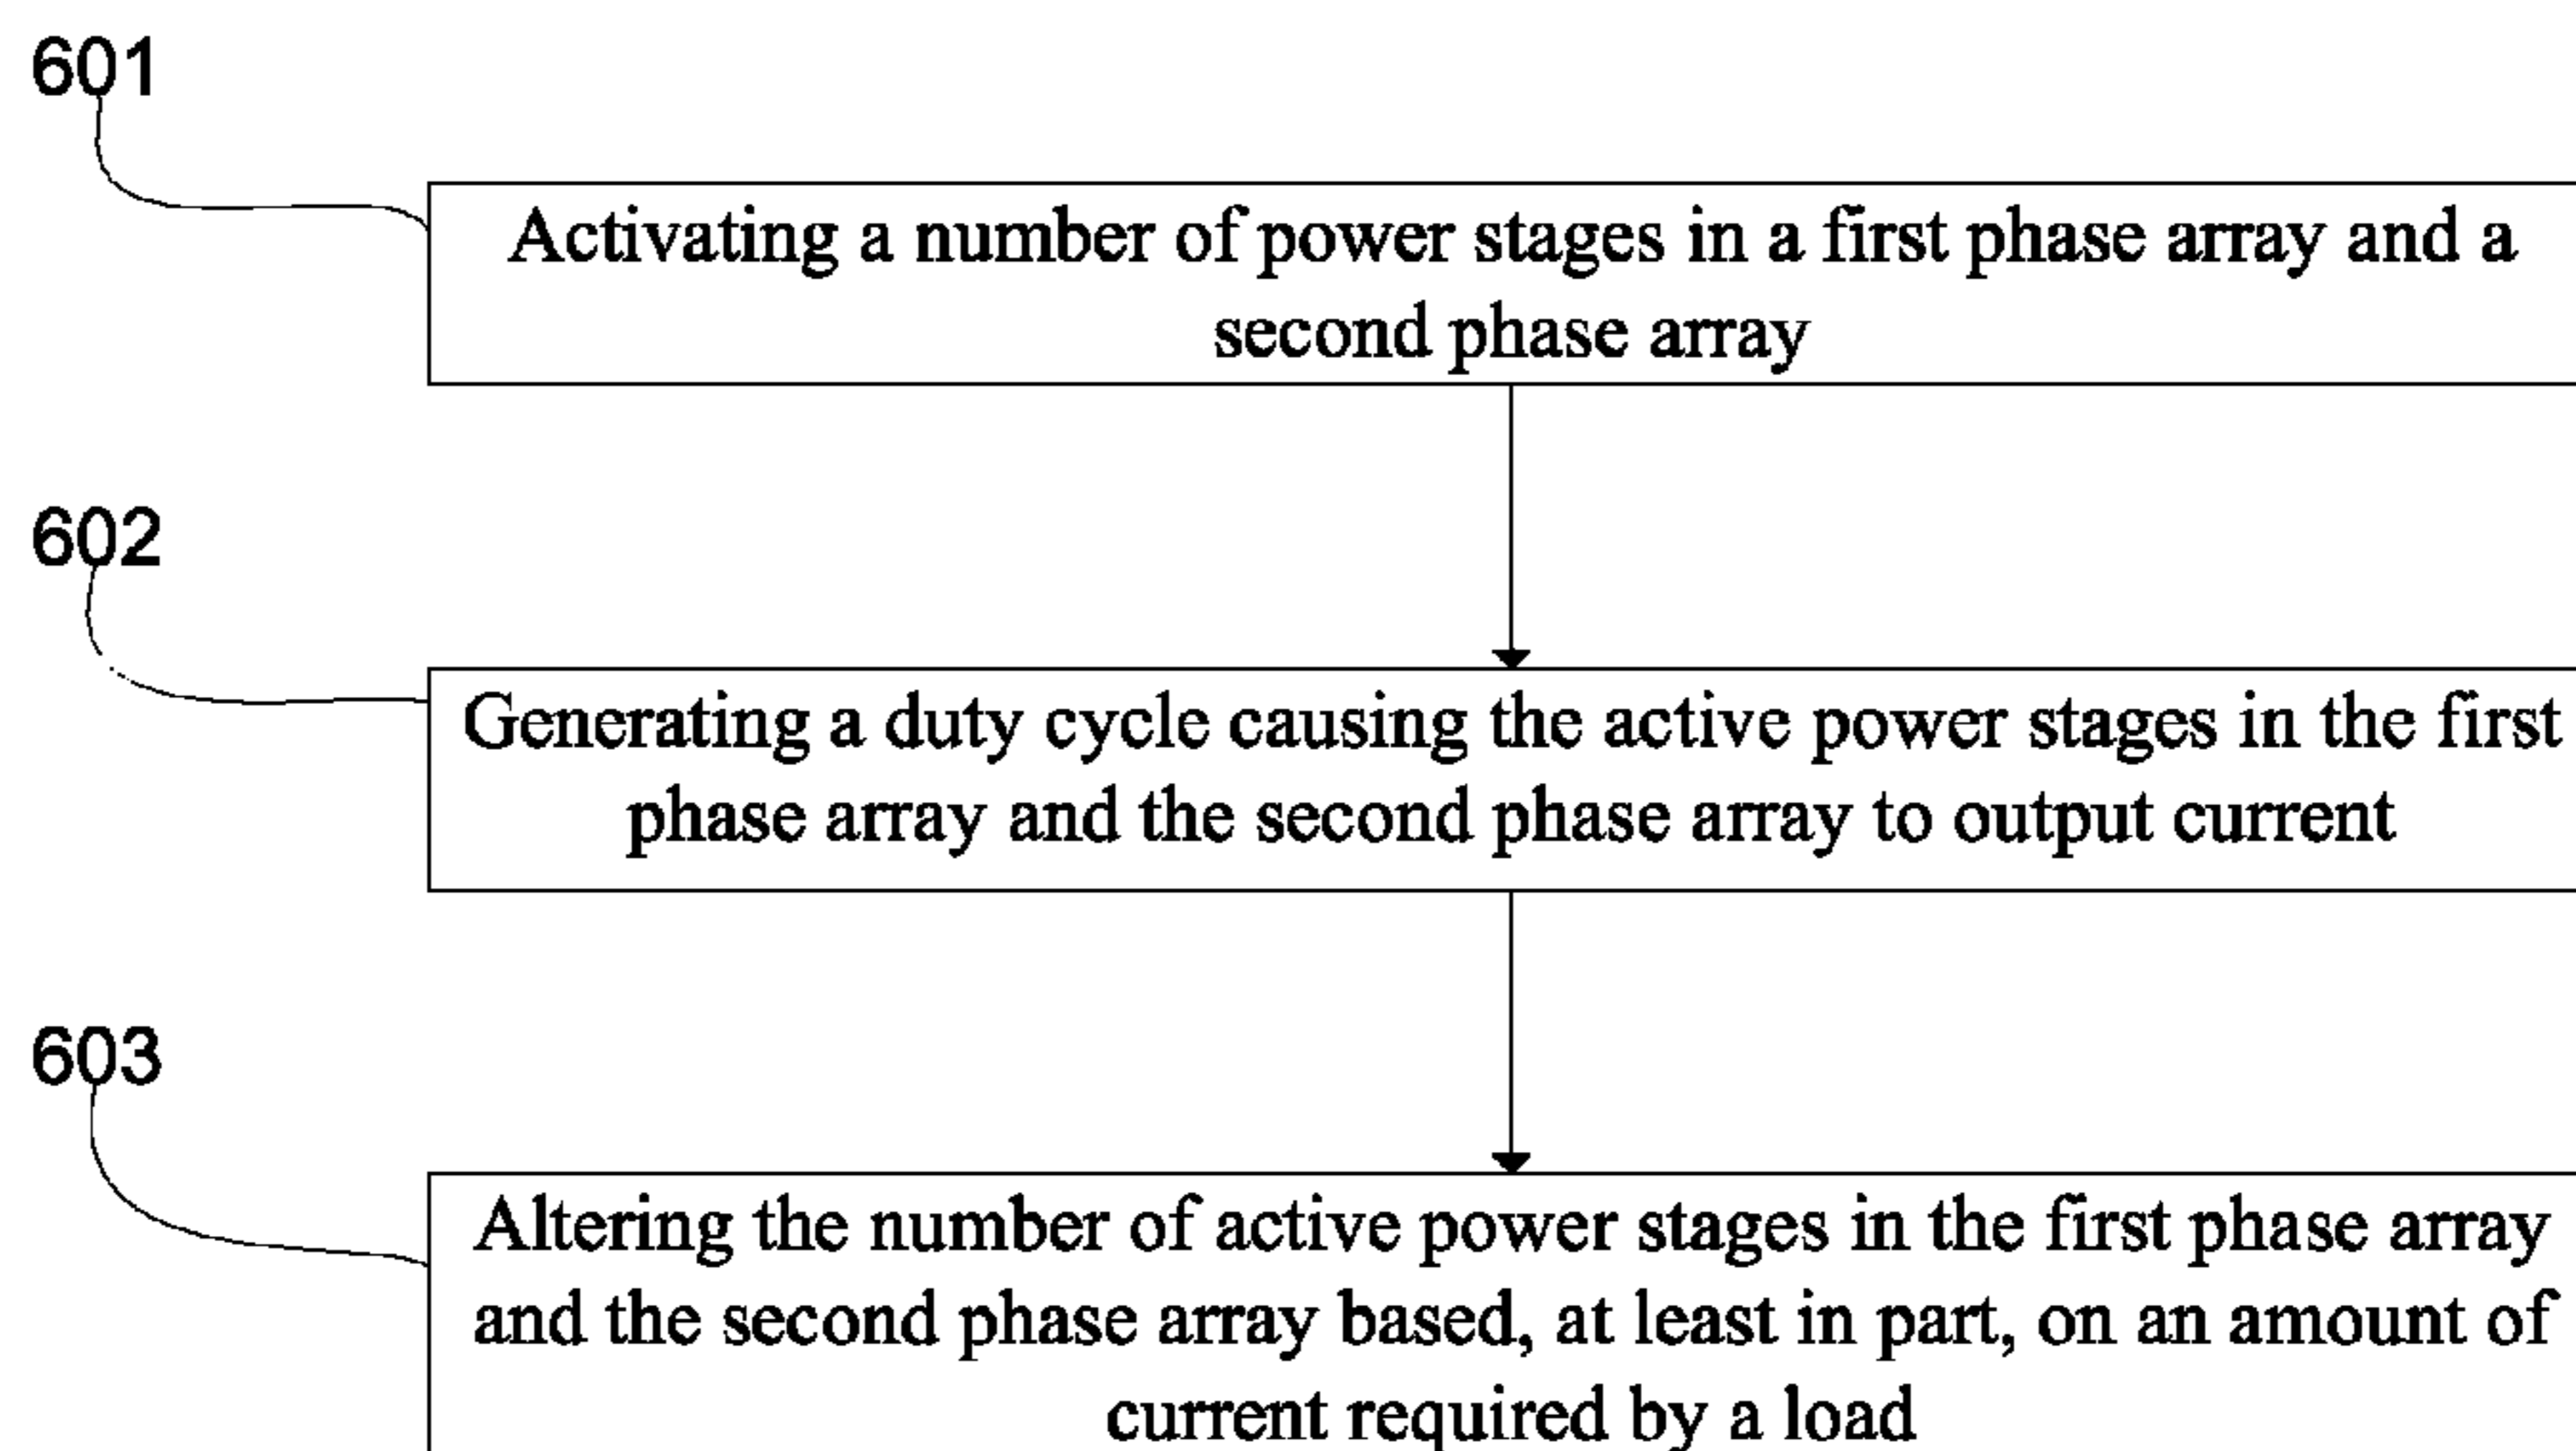 601
Activating a number of power stages in a first phase array and a
second phase array
602
Generating a duty cycle causing the active power stages in the first
phase array and the second phase array to output current
603
Altering the number of active power stages in the first phase array
and the second phase array based, at least in part, on an amount of
current required by a load